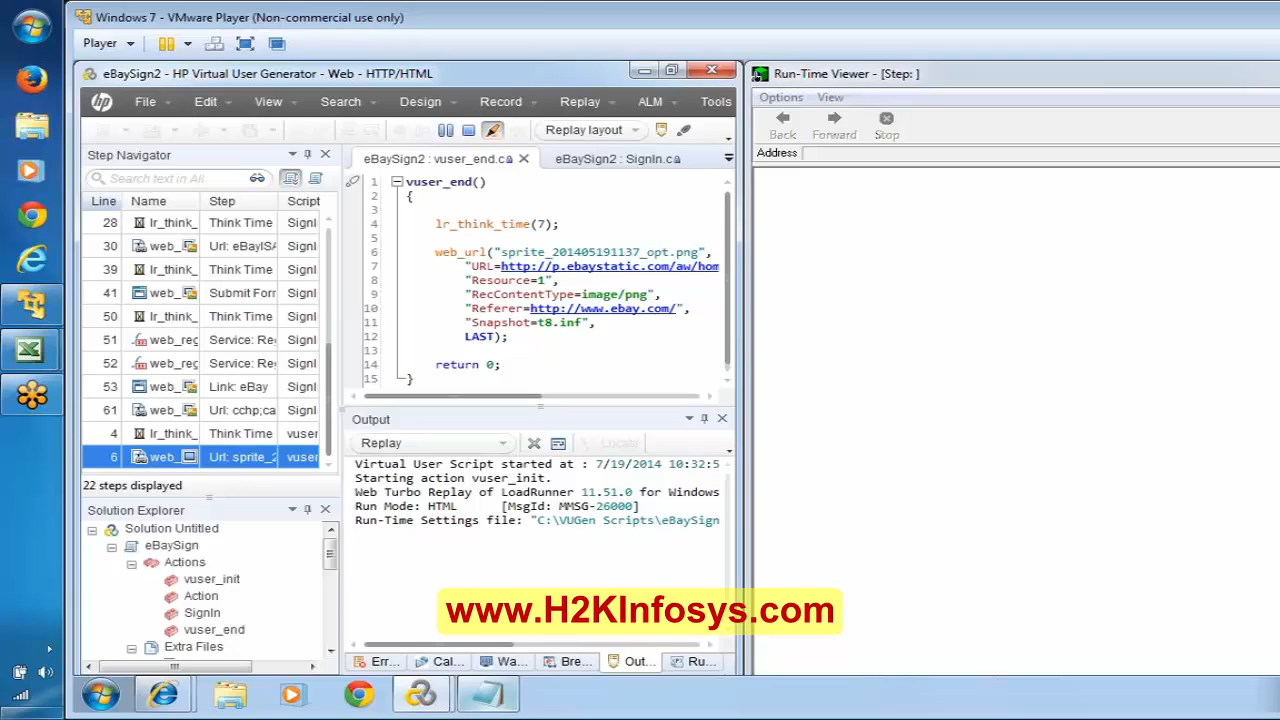 Windows 7 - VMware Player (Non-commercial use only)
Player
eBaySign2 - HP Virtual User Generator - Web - HTTP/HTML
hp File Edit View Search Design Record Replay ALM Tools
Replay layout
Step Navigator
Search text in All
Line Name Step Script
28 lr_think_ Think Time SignI
30 web_ Url: eBayISA SignI
39 lr_think_ Think Time SignI
41 web_ Submit Form SignI
50 lr_think_ Think Time SignI
51 web_reg Service: Reg SignI
52 web_reg Service: Reg SignI
53 web_ Link: eBay SignI
61 web_ Url: cchp;ca SignI
4 lr_think_ Think Time vuser
6 web_ Url: sprite_2 vuser
22 steps displayed
Solution Explorer
Solution Untitled
eBaySign
Actions
vuser_init
Action
SignIn
vuser_end
Extra Files
eBaySign2 : vuser_end.c
eBaySign2 : SignIn.c
1 vuser_end()
2 {
3
4 lr_think_time(7);
5
6 web_url("sprite_201405191137_opt.png",
7 "URL=http://p.ebaystatic.com/aw/hom
8 "Resource=1",
9 "RecContentType=image/png",
10 "Referer=http://www.ebay.com/",
11 "Snapshot=t8.inf",
12 LAST);
13
14 return 0;
15 }
Output
Replay
Locate
Virtual User Script started at : 7/19/2014 10:32:5
Starting action vuser_init.
Web Turbo Replay of LoadRunner 11.51.0 for Windows
Run Mode: HTML [MsgId: MMSG-26000]
Run-Time Settings file: "C:\VUGen Scripts\eBaySign
www.H2KInfosys.com
Err... Cal... Wa... Bre... Out... Ru...
Run-Time Viewer - [Step: ]
Options View
Back Forward Stop
Address